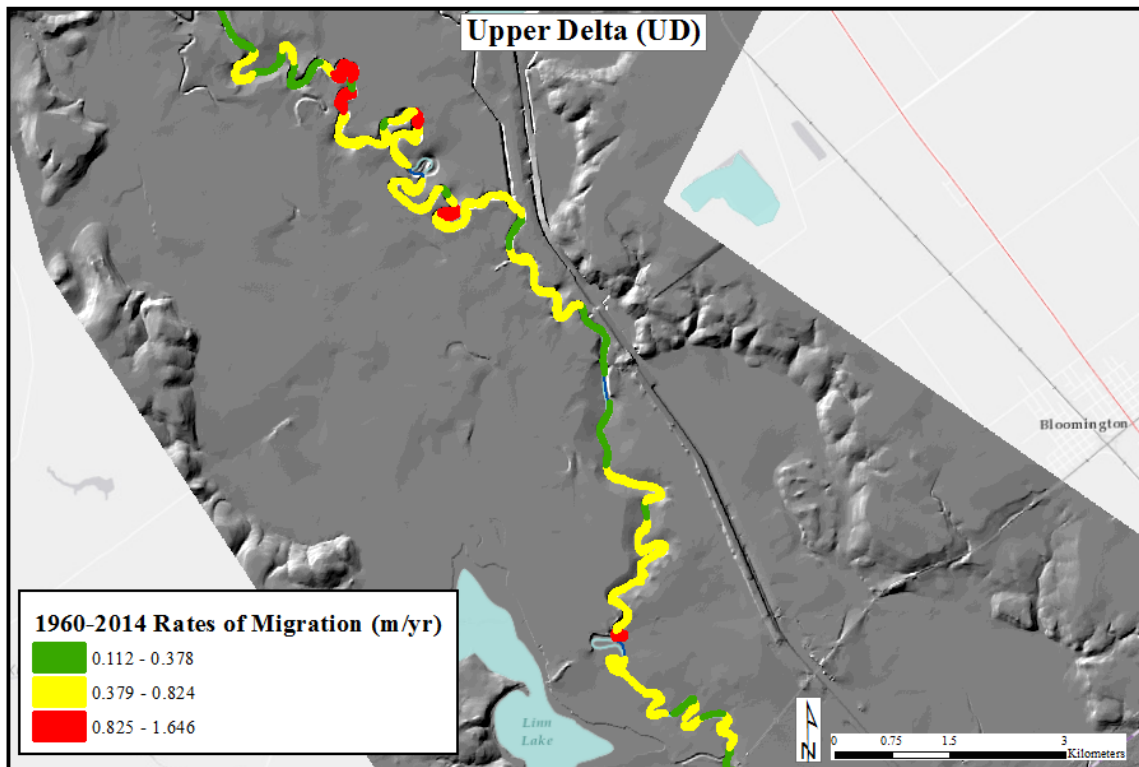 Upper Delta (UD)
Bloomington
1960-2014 Rates of Migration (m/yr)
0.112 - 0.378
0.379 - 0.824
0.825 - 1.646
Linn
Lake
N
0 0.75 1.5 3
Kilometers